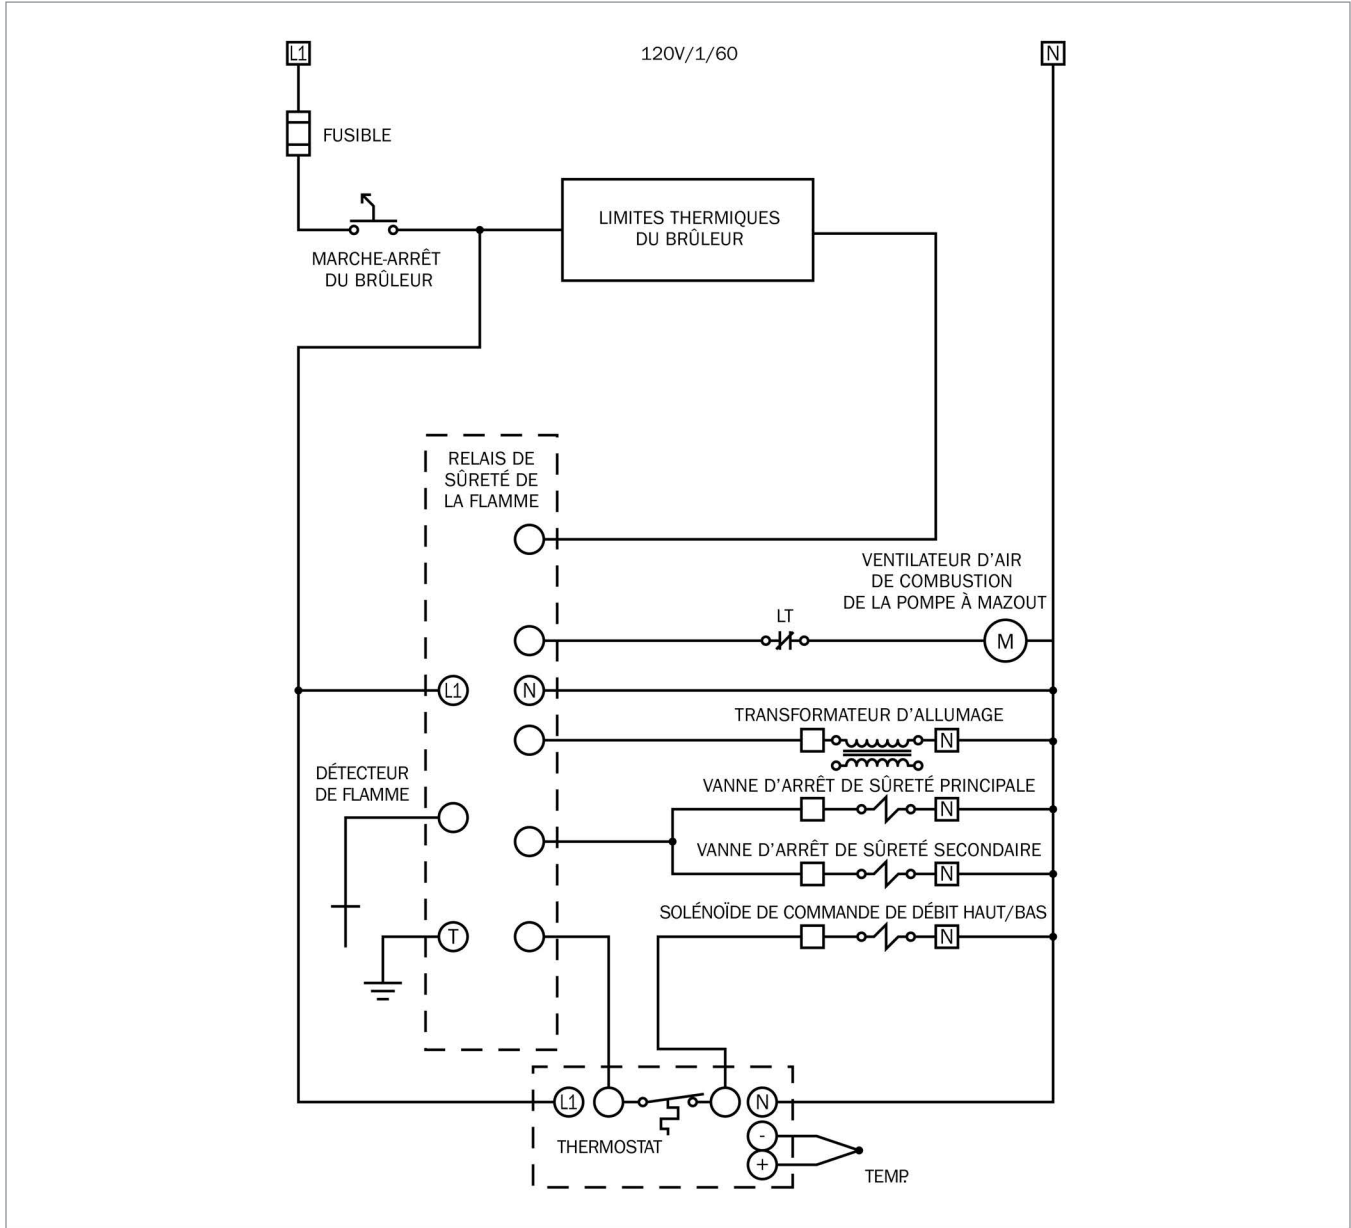 L1
120V/1/60
N
FUSIBLE
LIMITES THERMIQUES
DU BRÛLEUR
MARCHE-ARRÊT
DU BRÛLEUR
RELAIS DE
SÛRETÉ DE
LA FLAMME
VENTILATEUR D'AIR
DE COMBUSTION
DE LA POMPE À MAZOUT
LT
M
L1
N
TRANSFORMATEUR D'ALLUMAGE
N
DÉTECTEUR
DE FLAMME
VANNE D'ARRÊT DE SÛRETÉ PRINCIPALE
N
VANNE D'ARRÊT DE SÛRETÉ SECONDAIRE
N
SOLÉNOÏDE DE COMMANDE DE DÉBIT HAUT/BAS
N
T
L1
N
THERMOSTAT
-
+
TEMP.